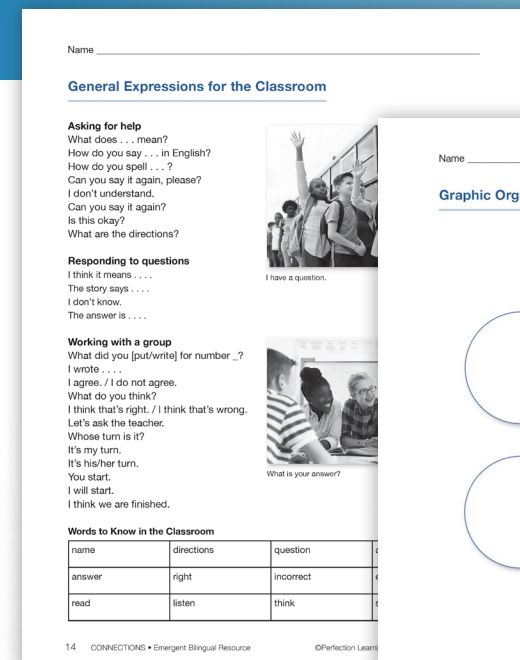 Name
General Expressions for the Classroom
Asking for help
What does . . . mean?
How do you say . . . in English?
How do you spell . . . ?
Can you say it again, please?
I don't understand.
Can you say it again?
Is this okay?
What are the directions?
I have a question.
Responding to questions
I think it means . . . .
The story says . . . .
I don't know.
The answer is . . . .
Working with a group
What did you [put/write] for number _?
I wrote . . . .
I agree. / I do not agree.
What do you think?
I think that's right. / I think that's wrong.
Let's ask the teacher.
Whose turn is it?
It's my turn.
It's his/her turn.
You start.
I will start.
I think we are finished.
What is your answer?
Words to Know in the Classroom
name directions question
answer right incorrect
read listen think
14 CONNECTIONS • Emergent Bilingual Resource ©Perfection
Name
Graphic